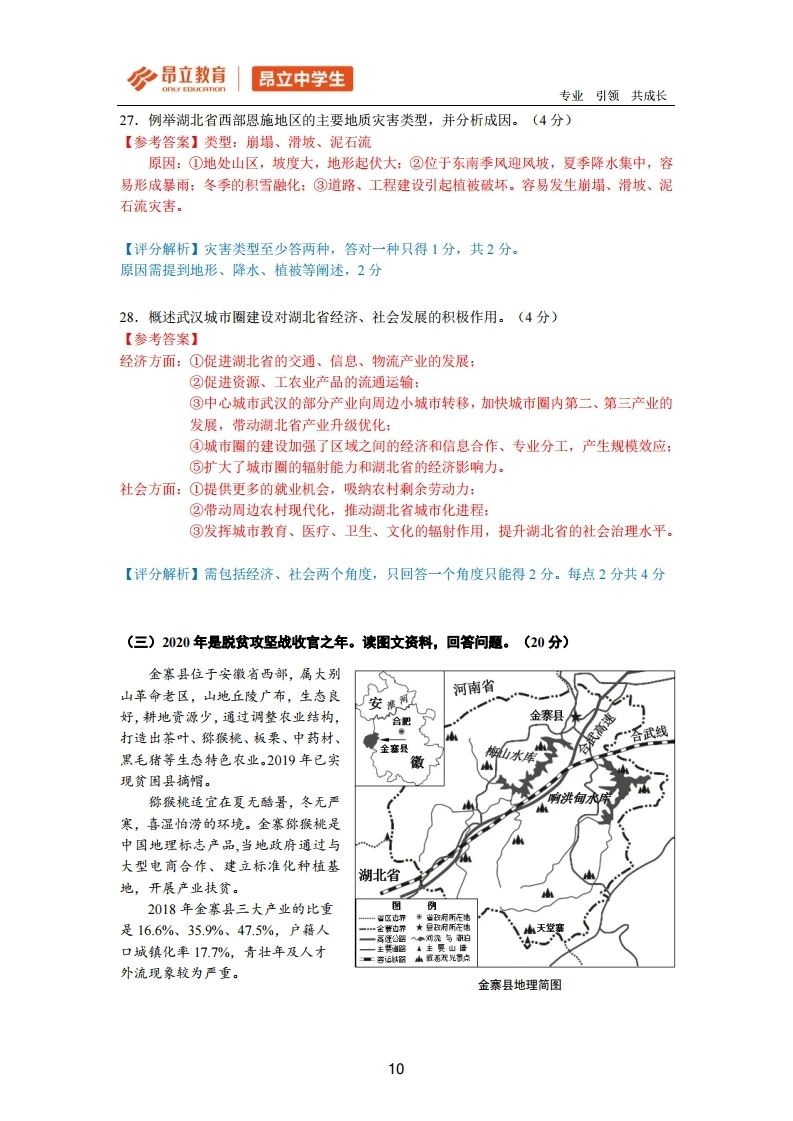 昂立教育
ONLY EDUCATION
昂立中学生
专业 引领 共成长
27．例举湖北省西部恩施地区的主要地质灾害类型，并分析成因。（4 分）
【参考答案】类型：崩塌、滑坡、泥石流
原因：①地处山区，坡度大，地形起伏大；②位于东南季风迎风坡，夏季降水集中，容
易形成暴雨；冬季的积雪融化；③道路、工程建设引起植被破坏。容易发生崩塌、滑坡、泥
石流灾害。
【评分解析】灾害类型至少答两种，答对一种只得 1 分，共 2 分。
原因需提到地形、降水、植被等阐述，2 分
28．概述武汉城市圈建设对湖北省经济、社会发展的积极作用。（4 分）
【参考答案】
经济方面：①促进湖北省的交通、信息、物流产业的发展；
②促进资源、工农业产品的流通运输；
③中心城市武汉的部分产业向周边小城市转移，加快城市圈内第二、第三产业的
发展，带动湖北省产业升级优化；
④城市圈的建设加强了区域之间的经济和信息合作、专业分工，产生规模效应；
⑤扩大了城市圈的辐射能力和湖北省的经济影响力。
社会方面：①提供更多的就业机会，吸纳农村剩余劳动力；
②带动周边农村现代化，推动湖北省城市化进程；
③发挥城市教育、医疗、卫生、文化的辐射作用，提升湖北省的社会治理水平。
【评分解析】需包括经济、社会两个角度，只回答一个角度只能得 2 分。每点 2 分共 4 分
（三）2020 年是脱贫攻坚战收官之年。读图文资料，回答问题。（20 分）
金寨县位于安徽省西部，属大别
山革命老区，山地丘陵广布，生态良
好，耕地资源少，通过调整农业结构，
打造出茶叶、猕猴桃、板栗、中药材、
黑毛猪等生态特色农业。2019 年已实
现贫困县摘帽。
猕猴桃适宜在夏无酷暑，冬无严
寒，喜湿怕涝的环境。金寨猕猴桃是
中国地理标志产品，当地政府通过与
大型电商合作、建立标准化种植基
地，开展产业扶贫。
2018 年金寨县三大产业的比重
是 16.6%、35.9%、47.5%，户籍人
口城镇化率 17.7%，青壮年及人才
外流现象较为严重。
安
淮河
合肥
金寨县
徽
河南省
金寨县
合武高速
合武线
梅山水库
响洪甸水库
湖北省
天堂寨
图 例
省区边界
省政府所在地
金寨边界
县政府所在地
高速公路
河流与湖泊
主要道路
主要山峰
客运铁路
旅游观光景点
金寨县地理简图
10